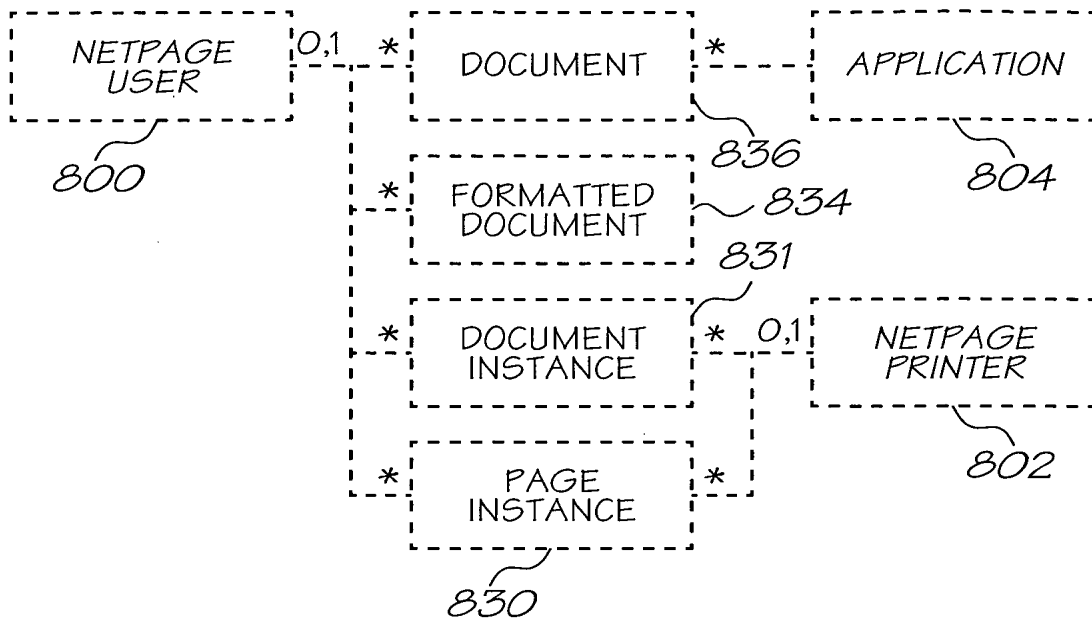 NETPAGE
USER
0,1
*
DOCUMENT
*
APPLICATION
800
836
804
*
FORMATTED
DOCUMENT
834
831
*
DOCUMENT
INSTANCE
*
0,1
NETPAGE
PRINTER
802
*
PAGE
INSTANCE
*
830